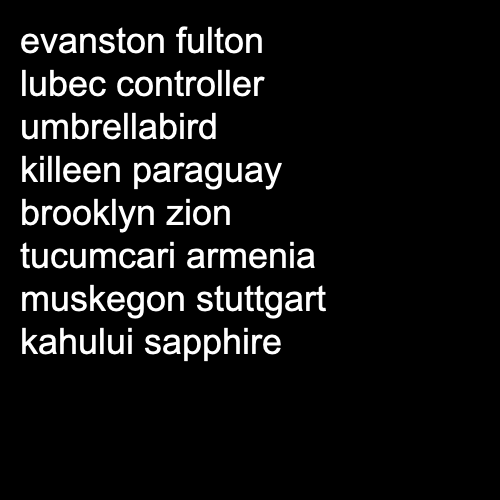 evanston fulton
lubec controller
umbrellabird
killeen paraguay
brooklyn zion
tucumcari armenia
muskegon stuttgart
kahului sapphire